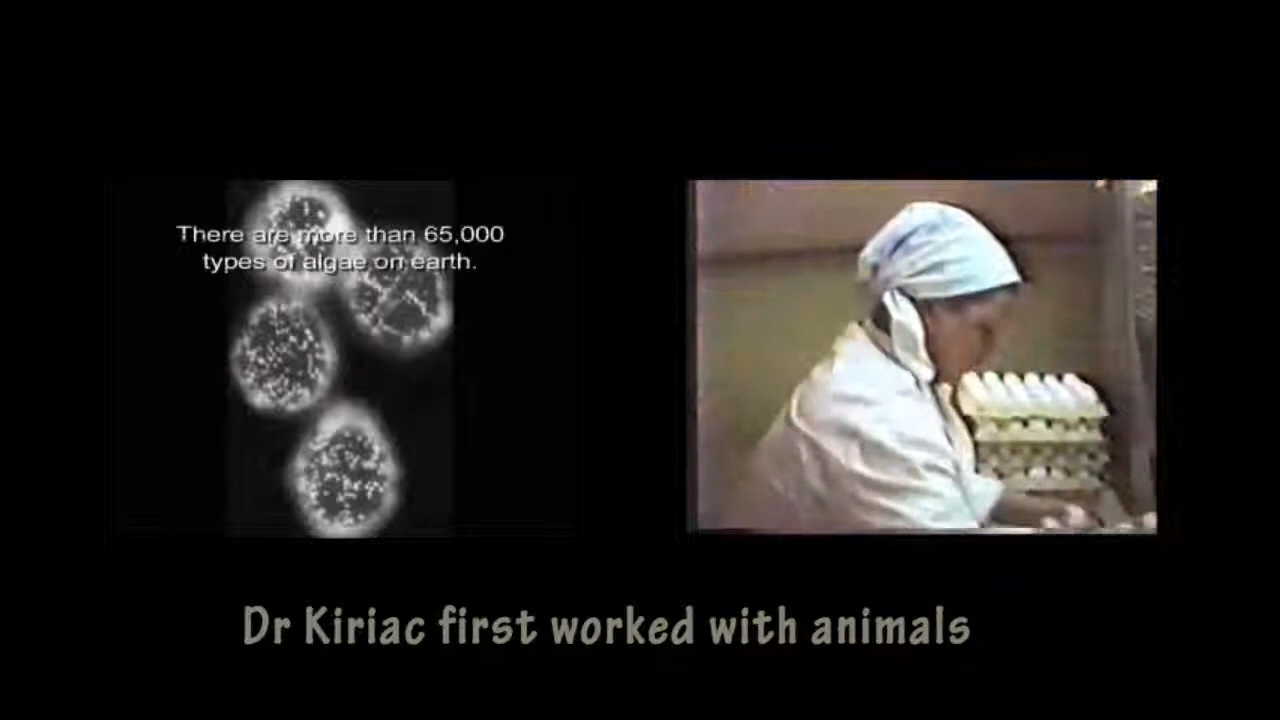 There are more than 65,000
types of algae on earth.
Dr Kiriac first worked with animals